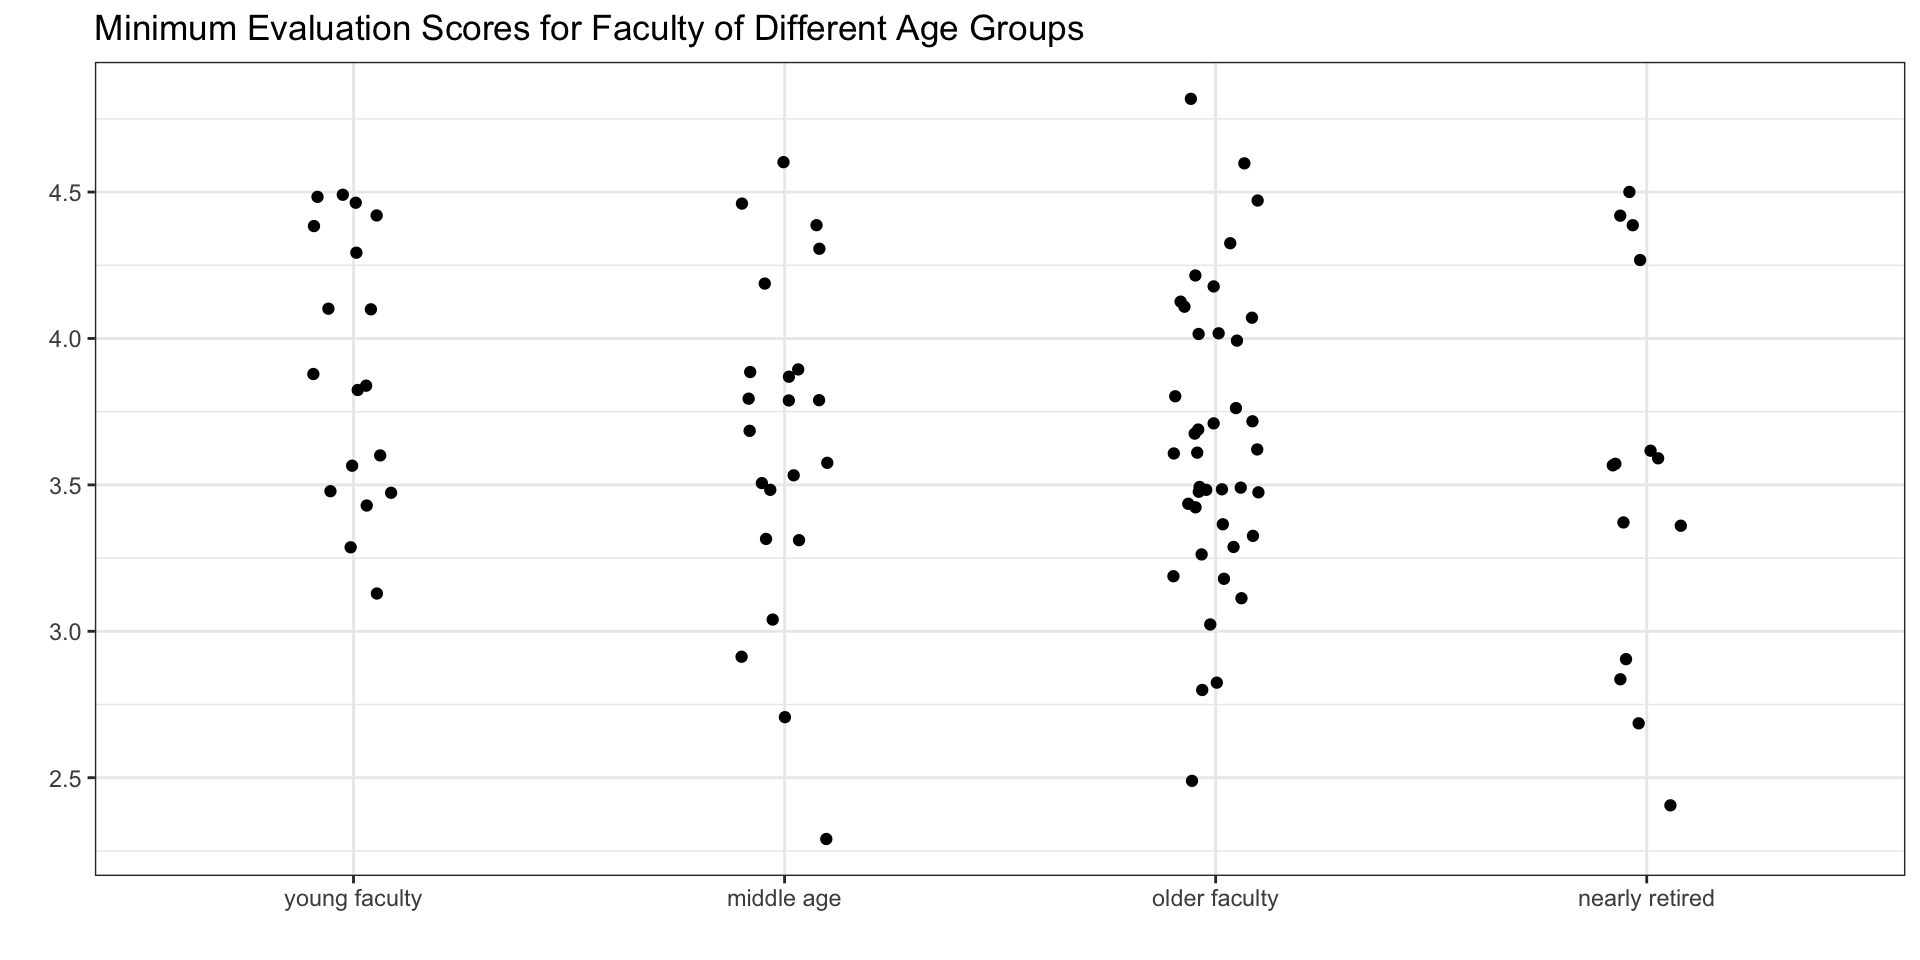 Minimum Evaluation Scores for Faculty of Different Age Groups
4.5
4.0
3.5
3.0
2.5
young faculty middle age older faculty nearly retired